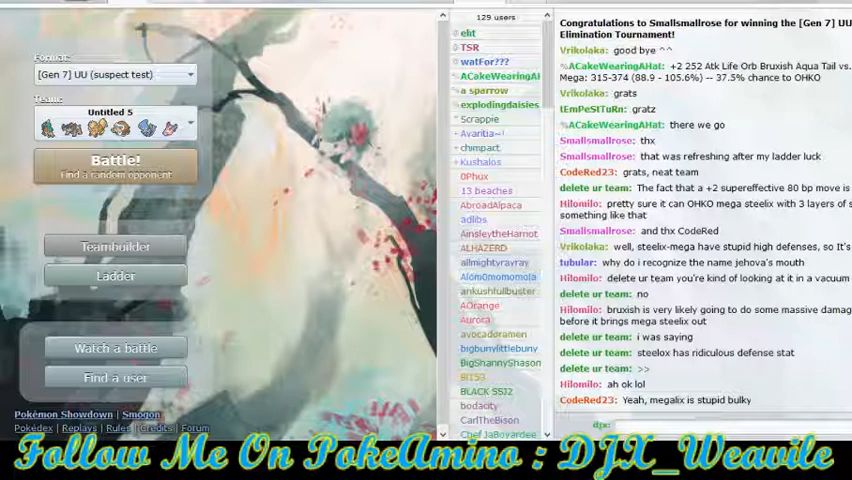 Format:
[Gen 7] UU (suspect test)
Team:
Untitled 5
Battle!
Find a random opponent
Teambuilder
Ladder
Watch a battle
Find a user
Pokémon Showdown | Smogon
Pokédex | Replays | Rules | Credits | Forum
129 users
eht
TSR
watFor???
ACakeWearingAH
a sparrow
explodingdaisies
Scrappie
Avaritia~!
chimpact
Kushalos
0Phux
13 beaches
AbroadAlpaca
adlibs
AinsleytheHarriot
ALHAZERD
allmightyrayray
Alom0momomola
ankushfullbuster
AOrange
Aurora
avocadoramen
bigbunylittlebuny
BigShannyShason
BITS3
BLACK SSJ2
bodacity
CarlTheBison
Chef JaBoyardee
Congratulations to Smallsmallrose for winning the [Gen 7] UU
Elimination Tournament!
Vrikolaka: good bye ^^
%ACakeWearingAHat: +2 252 Atk Life Orb Bruxish Aqua Tail vs.
Mega: 315-374 (88.9 - 105.6%) -- 37.5% chance to OHKO
Vrikolaka: grats
tEmPeStTuRn: gratz
%ACakeWearingAHat: there we go
Smallsmallrose: thx
Smallsmallrose: that was refreshing after my ladder luck
CodeRed23: grats, neat team
delete ur team: The fact that a +2 supereffective 80 bp move is
Hilomilo: pretty sure it can OHKO mega steelix with 3 layers of s
something like that
Smallsmallrose: and thx CodeRed
Vrikolaka: well, steelix-mega have stupid high defenses, so It's
tubular: why do i recognize the name jehova's mouth
Hilomilo: delete ur team you're kind of looking at it in a vacuum
delete ur team: no
Hilomilo: bruxish is very likely going to do some massive damag
before it brings mega steelix out
delete ur team: i was saying
delete ur team: steelox has ridiculous defense stat
delete ur team: >>
Hilomilo: ah ok lol
CodeRed23: Yeah, megalix is stupid bulky
djx:
Follow Me On PokeAmino : DJX_Weavile